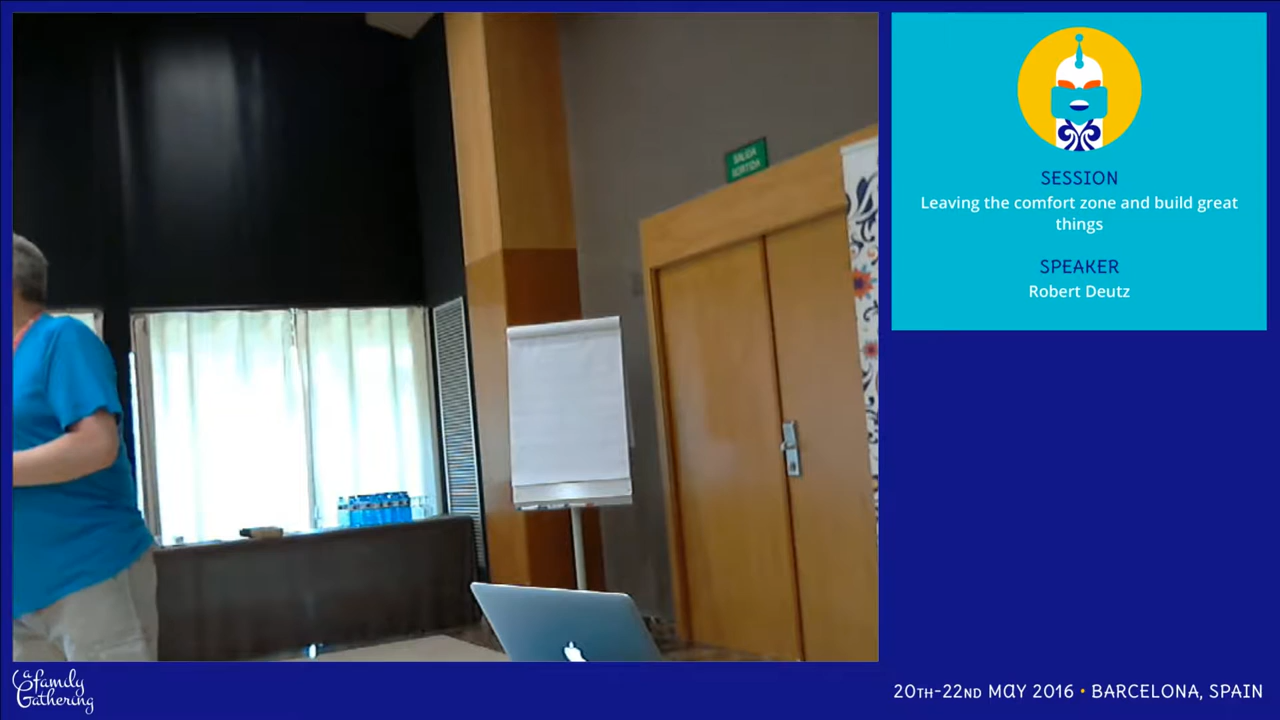 SALIDA
SORTIDA
SESSION
Leaving the comfort zone and build great
things
SPEAKER
Robert Deutz
a family
Gathering
20TH-22ND MAY 2016 • BARCELONA, SPAIN